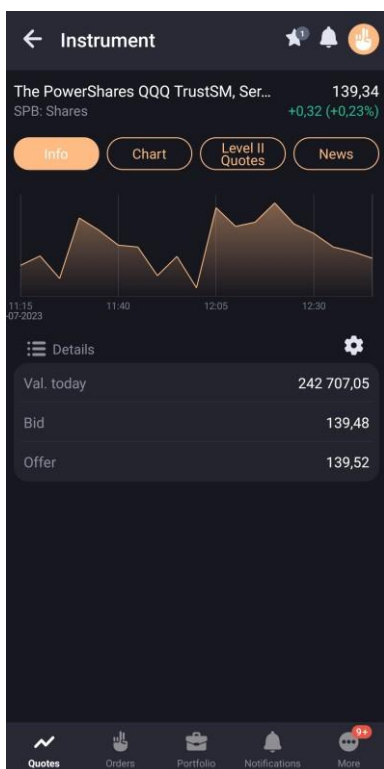 Instrument
1
The PowerShares QQQ TrustSM, Ser... 139,34
SPB: Shares +0,32 (+0,23%)
Info Chart Level II Quotes News
11:15 11:40 12:05 12:30
-07-2023
Details
Val. today 242 707,05
Bid 139,48
Offer 139,52
9+
Quotes Orders Portfolio Notifications More